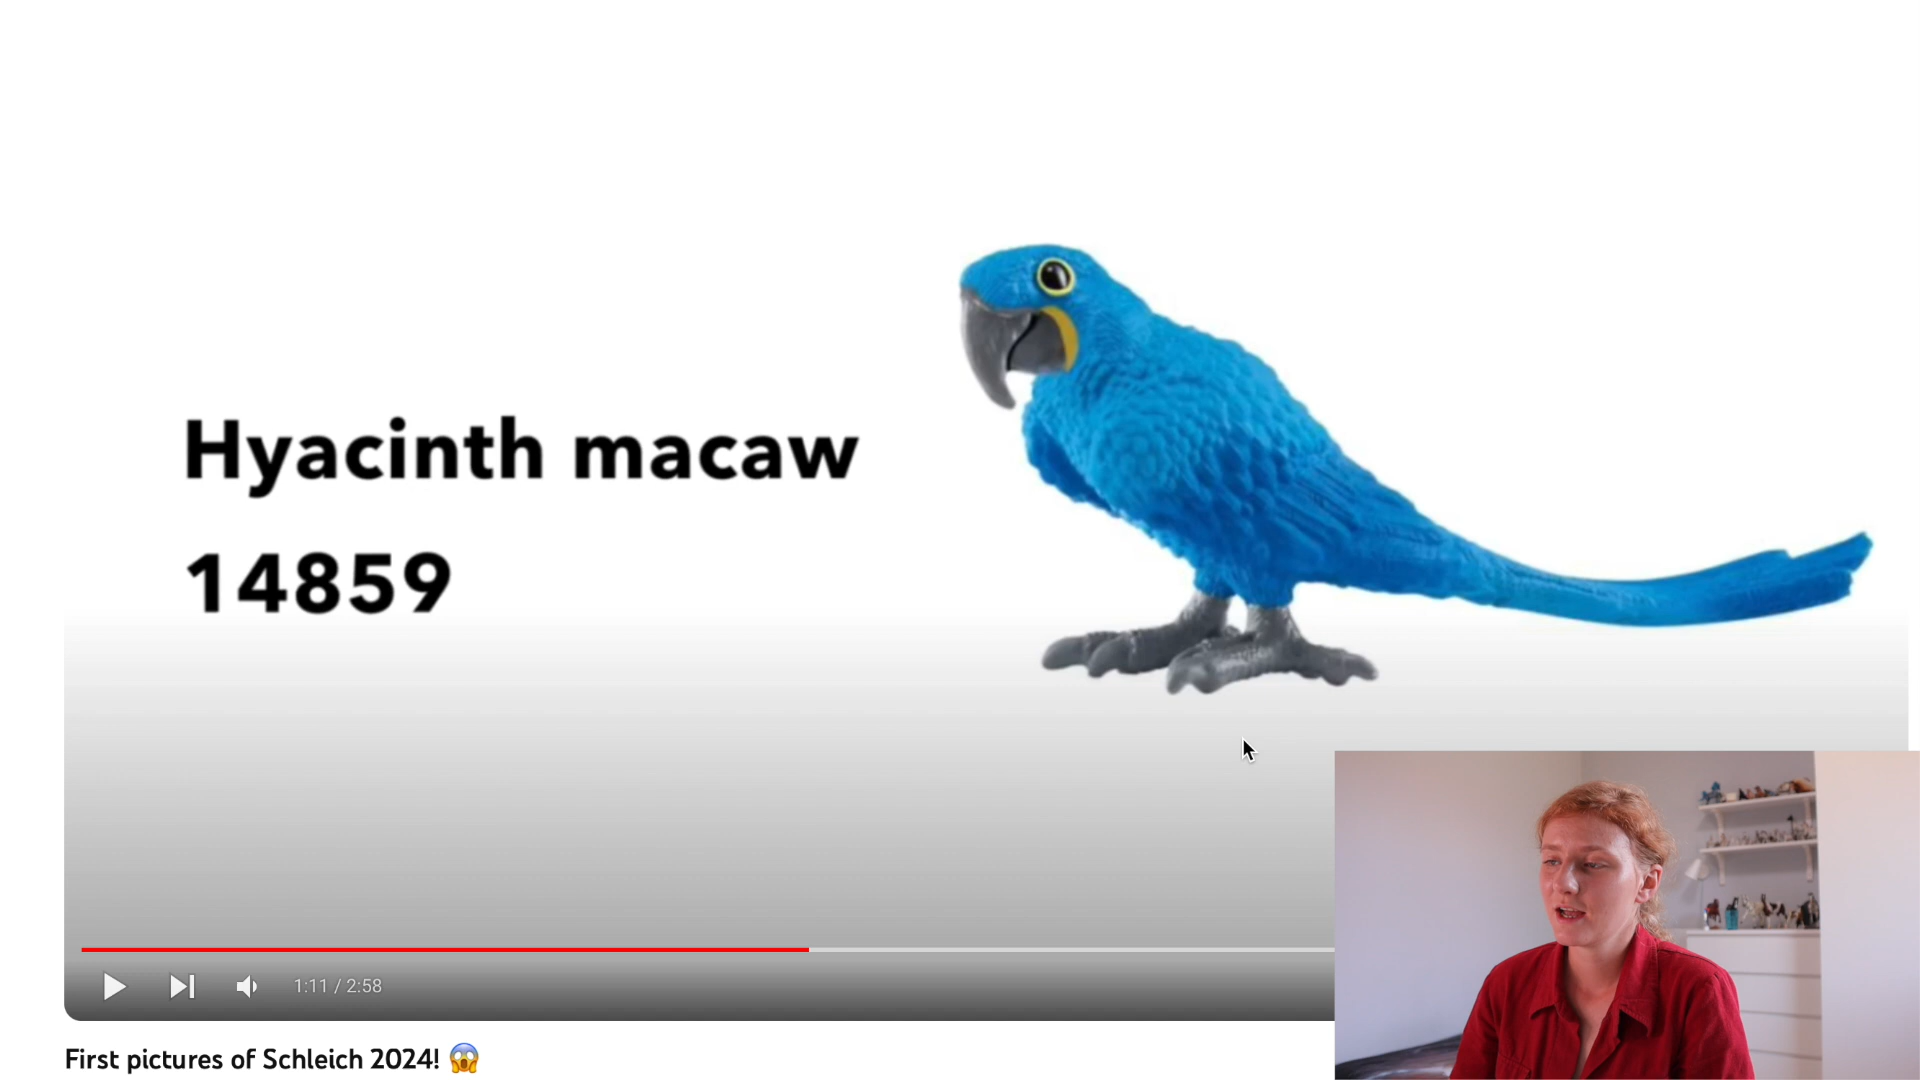 Hyacinth macaw
14859
1:11 / 2:58
First pictures of Schleich 2024! 😱